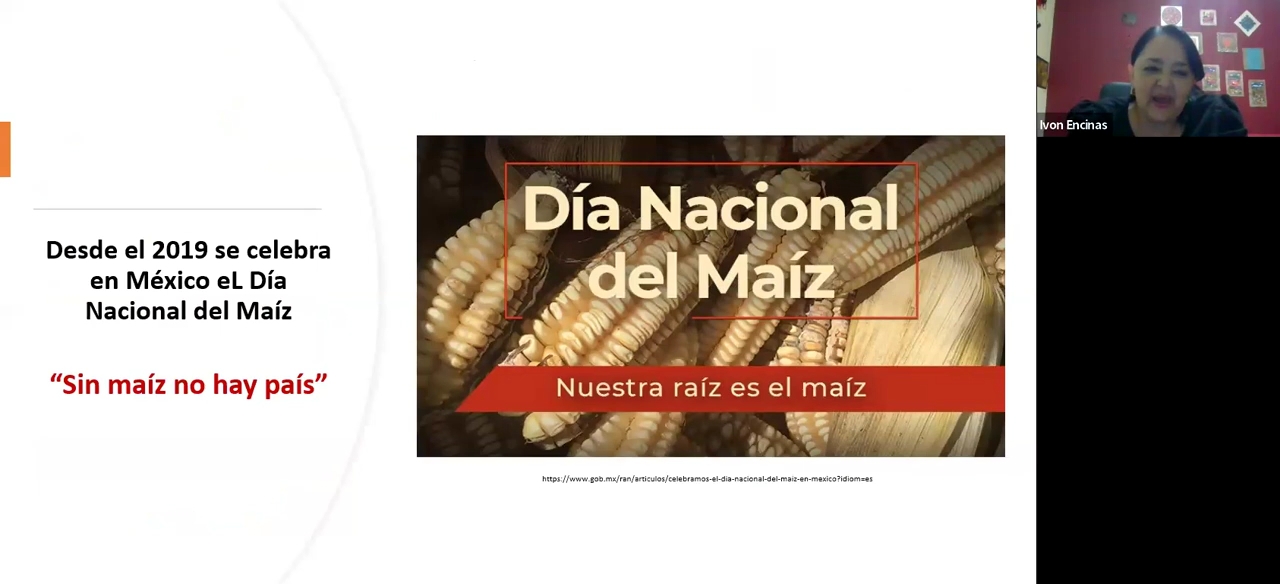 Desde el 2019 se celebra
en México eL Día
Nacional del Maíz
“Sin maíz no hay país”
Día Nacional
del Maíz
Nuestra raíz es el maíz
https://www.gob.mx/ran/articulos/celebramos-el-dia-nacional-del-maiz-en-mexico?idiom=es
Ivon Encinas